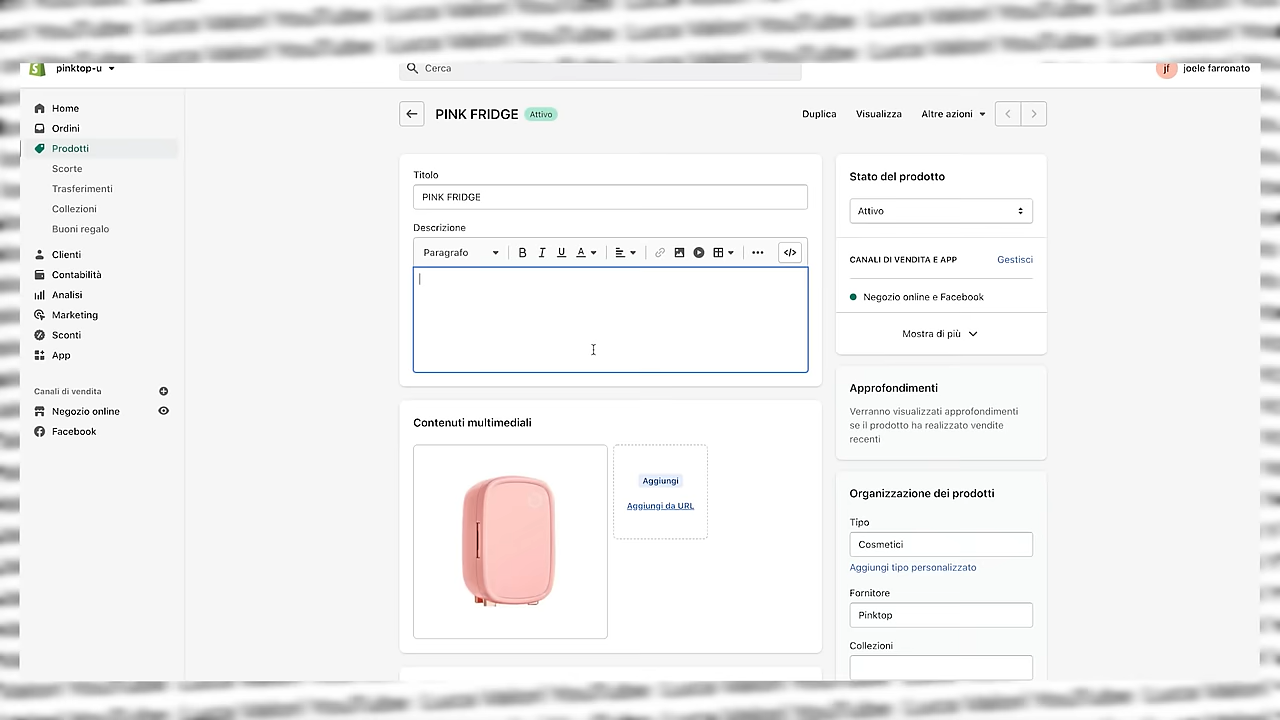 pinktop-u
Cerca
jf
joele farronato
Home
Ordini
Prodotti
Scorte
Trasferimenti
Collezioni
Buoni regalo
Clienti
Contabilità
Analisi
Marketing
Sconti
App
Canali di vendita
Negozio online
Facebook
PINK FRIDGE
Attivo
Duplica
Visualizza
Altre azioni
Titolo
PINK FRIDGE
Descrizione
Paragrafo
B I U A
Contenuti multimediali
Aggiungi
Aggiungi da URL
Stato del prodotto
Attivo
CANALI DI VENDITA E APP
Gestisci
Negozio online e Facebook
Mostra di più
Approfondimenti
Verranno visualizzati approfondimenti
se il prodotto ha realizzato vendite
recenti
Organizzazione dei prodotti
Tipo
Cosmetici
Aggiungi tipo personalizzato
Fornitore
Pinktop
Collezioni